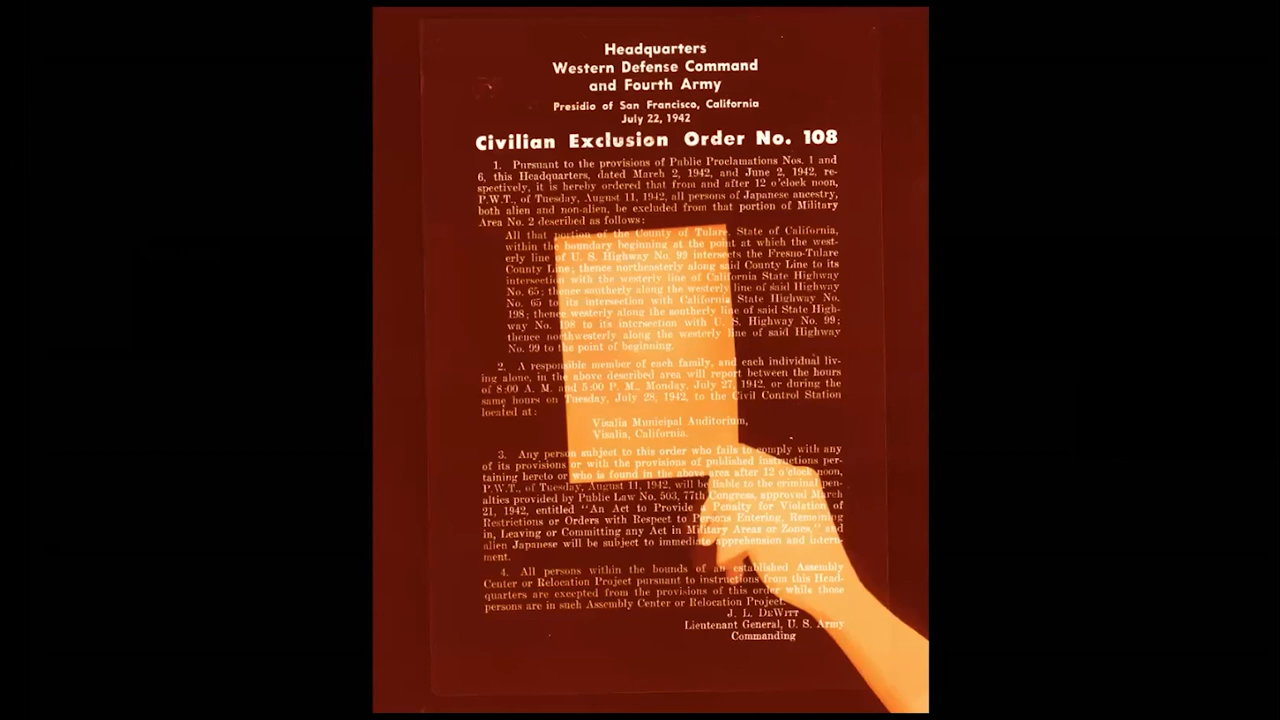 Headquarters
Western Defense Command
and Fourth Army
Presidio of San Francisco, California
July 22, 1942
Civilian Exclusion Order No. 108
1. Pursuant to the provisions of Public Proclamations Nos. 1 and
6, this Headquarters, dated March 2, 1942, and June 2, 1942, re-
spectively, it is hereby ordered that from and after 12 o'clock noon,
P.W.T., of Tuesday, August 11, 1942, all persons of Japanese ancestry,
both alien and non-alien, be excluded from that portion of Military
Area No. 2 described as follows:
All that portion of the County of Tulare, State of California,
within the boundary beginning at the point at which the west-
erly line of U. S. Highway No. 99 intersects the Fresno-Tulare
County Line; thence northeasterly along said County Line to its
intersection with the westerly line of California State Highway
No. 65; thence southerly along the westerly line of said Highway
No. 65 to its intersection with California State Highway No.
198; thence westerly along the southerly line of said State High-
way No. 198 to its intersection with U. S. Highway No. 99;
thence northwesterly along the westerly line of said Highway
No. 99 to the point of beginning.
2. A responsible member of each family, and each individual liv-
ing alone, in the above described area will report between the hours
of 8:00 A. M. and 5:00 P. M., Monday, July 27, 1942, or during the
same hours on Tuesday, July 28, 1942, to the Civil Control Station
located at:
Visalia Municipal Auditorium,
Visalia, California.
3. Any person subject to this order who fails to comply with any
of its provisions or with the provisions of published instructions per-
taining hereto or who is found in the above area after 12 o'clock noon,
P.W.T., of Tuesday, August 11, 1942, will be liable to the criminal pen-
alties provided by Public Law No. 503, 77th Congress, approved March
21, 1942, entitled "An Act to Provide a Penalty for Violation of
Restrictions or Orders with Respect to Persons Entering, Remaining
in, Leaving or Committing any Act in Military Areas or Zones," and
alien Japanese will be subject to immediate apprehension and intern-
ment.
4. All persons within the bounds of an established Assembly
Center or Relocation Project pursuant to instructions from this Head-
quarters are excepted from the provisions of this order while those
persons are in such Assembly Center or Relocation Project.
J. L. DeWitt
Lieutenant General, U. S. Army
Commanding